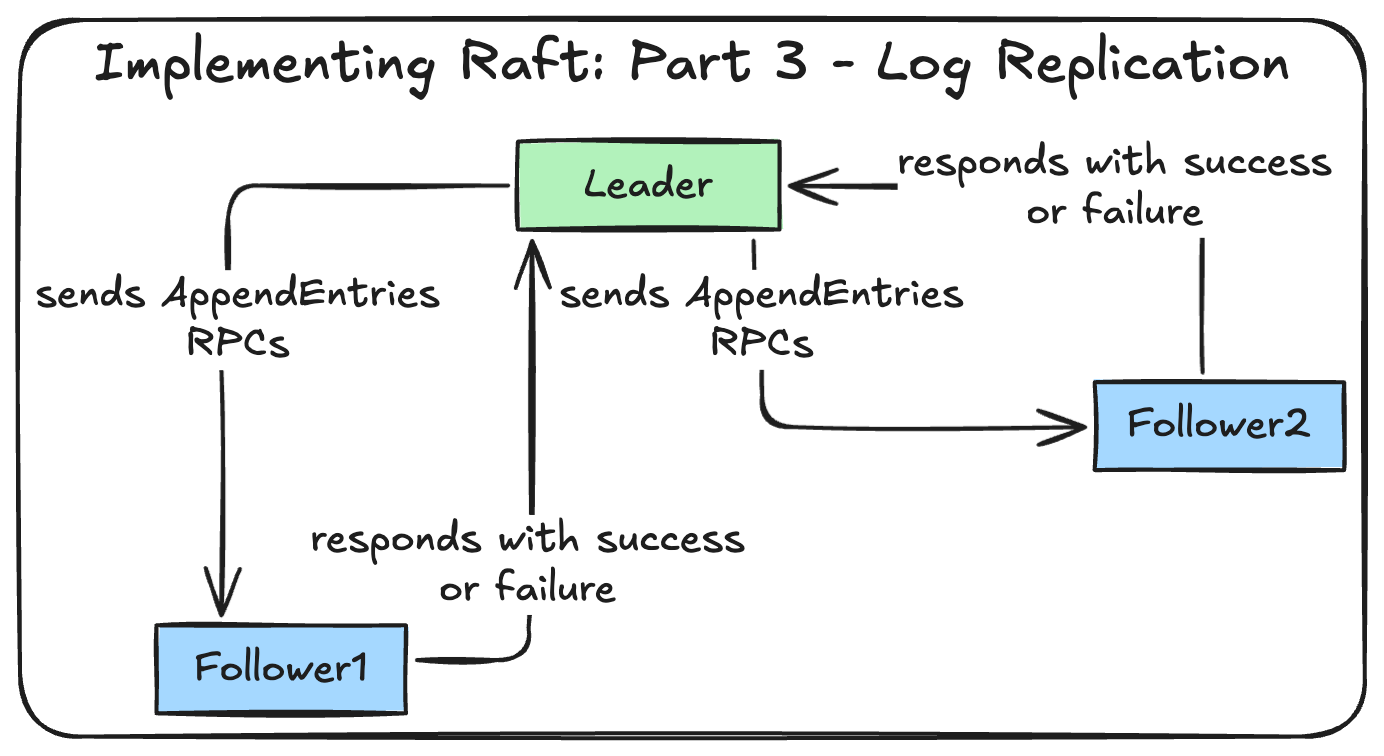 Implementing Raft: Part 3 - Log Replication
Leader
responds with success
or failure
sends AppendEntries
RPCs
sends AppendEntries
RPCs
Follower2
responds with success
or failure
Follower1